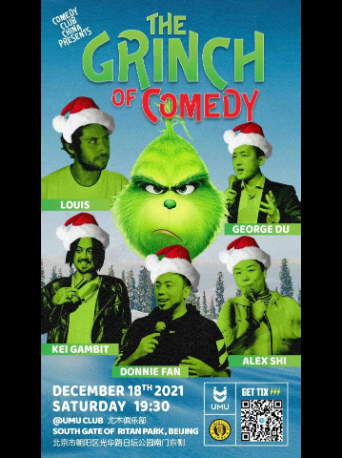 COMEDY
CLUB
CHINA
PRESENTS
THE
GRINCH
OF COMEDY
LOUIS
GEORGE DU
KEI GAMBIT
DONNIE FAN
ALEX SHI
DECEMBER 18TH 2021
SATURDAY 19:30
@UMU CLUB 尤木俱乐部
SOUTH GATE OF RITAN PARK, BEIJING
北京市朝阳区光华路日坛公园南门东侧
UMU
GET TIX